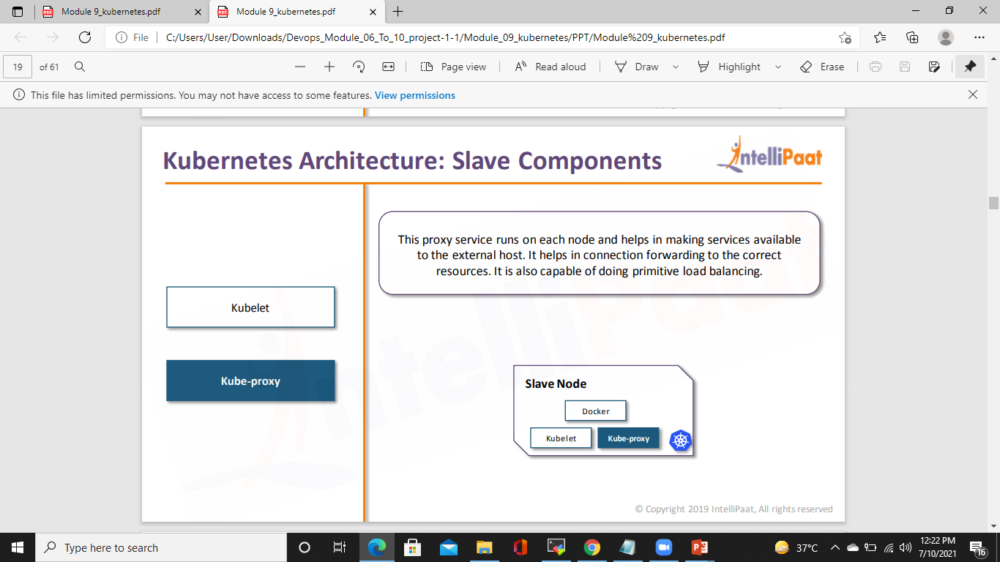 Module 9_kubernetes.pdf
Module 9_kubernetes.pdf
File
C:/Users/User/Downloads/Devops_Module_06_To_10_project-1-1/Module_09_kubernetes/PPT/Module%209_kubernetes.pdf
19 of 61
Page view
Read aloud
Draw
Highlight
Erase
This file has limited permissions. You may not have access to some features. View permissions
Kubernetes Architecture: Slave Components
IntelliPaat
This proxy service runs on each node and helps in making services available
to the external host. It helps in connection forwarding to the correct
resources. It is also capable of doing primitive load balancing.
Kubelet
Kube-proxy
Slave Node
Docker
Kubelet
Kube-proxy
© Copyright 2019 IntelliPaat, All rights reserved
Type here to search
37°C
12:22 PM
7/10/2021
16